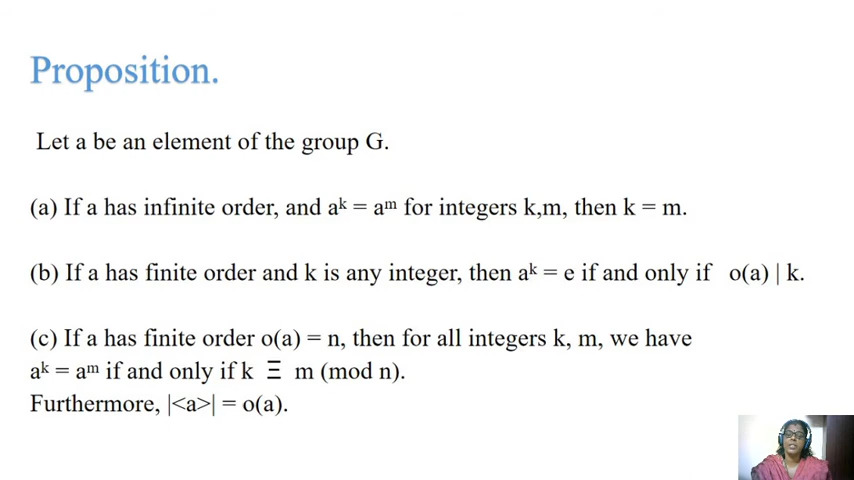 Proposition.
Let a be an element of the group G.
(a) If a has infinite order, and aᵏ = aᵐ for integers k,m, then k = m.
(b) If a has finite order and k is any integer, then aᵏ = e if and only if o(a) | k.
(c) If a has finite order o(a) = n, then for all integers k, m, we have
aᵏ = aᵐ if and only if k Ξ m (mod n).
Furthermore, |<a>| = o(a).